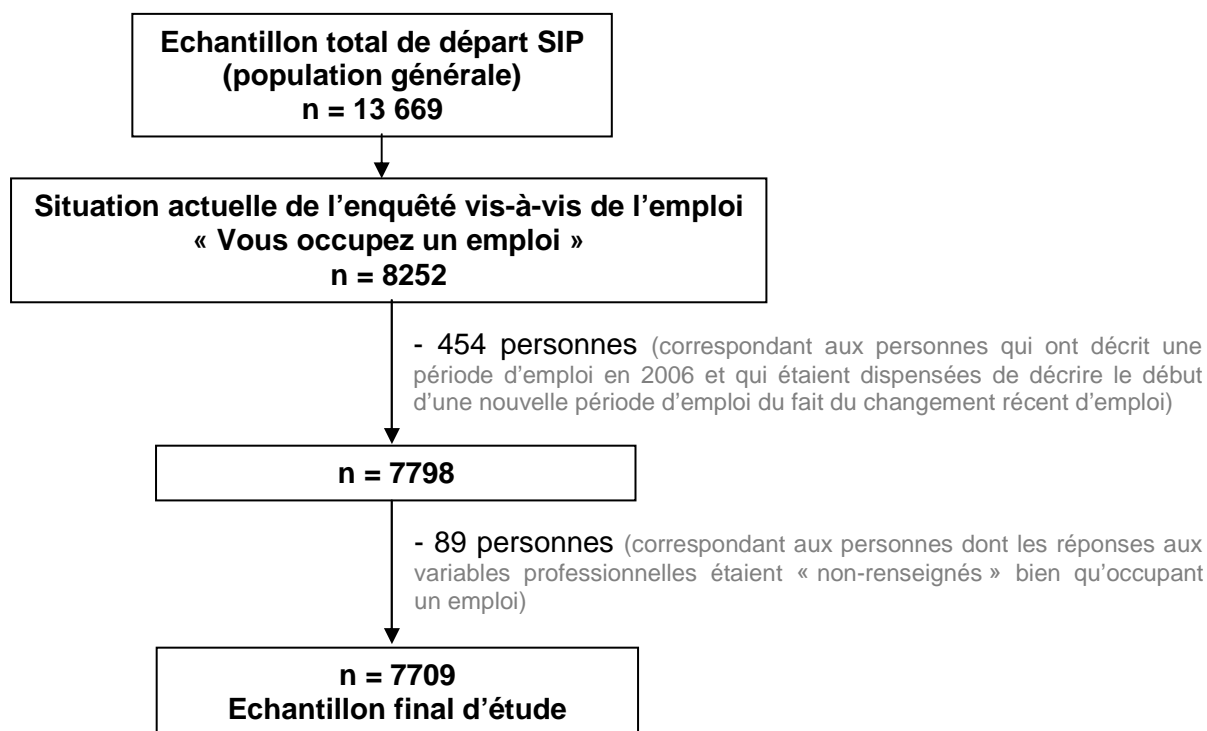 Echantillon total de départ SIP
(population générale)
n = 13 669
Situation actuelle de l’enquêté vis-à-vis de l’emploi
« Vous occupez un emploi »
n = 8252
- 454 personnes (correspondant aux personnes qui ont décrit une
période d’emploi en 2006 et qui étaient dispensées de décrire le début
d’une nouvelle période d’emploi du fait du changement récent d’emploi)
n = 7798
- 89 personnes (correspondant aux personnes dont les réponses aux
variables professionnelles étaient « non-renseignés » bien qu’occupant
un emploi)
n = 7709
Echantillon final d’étude